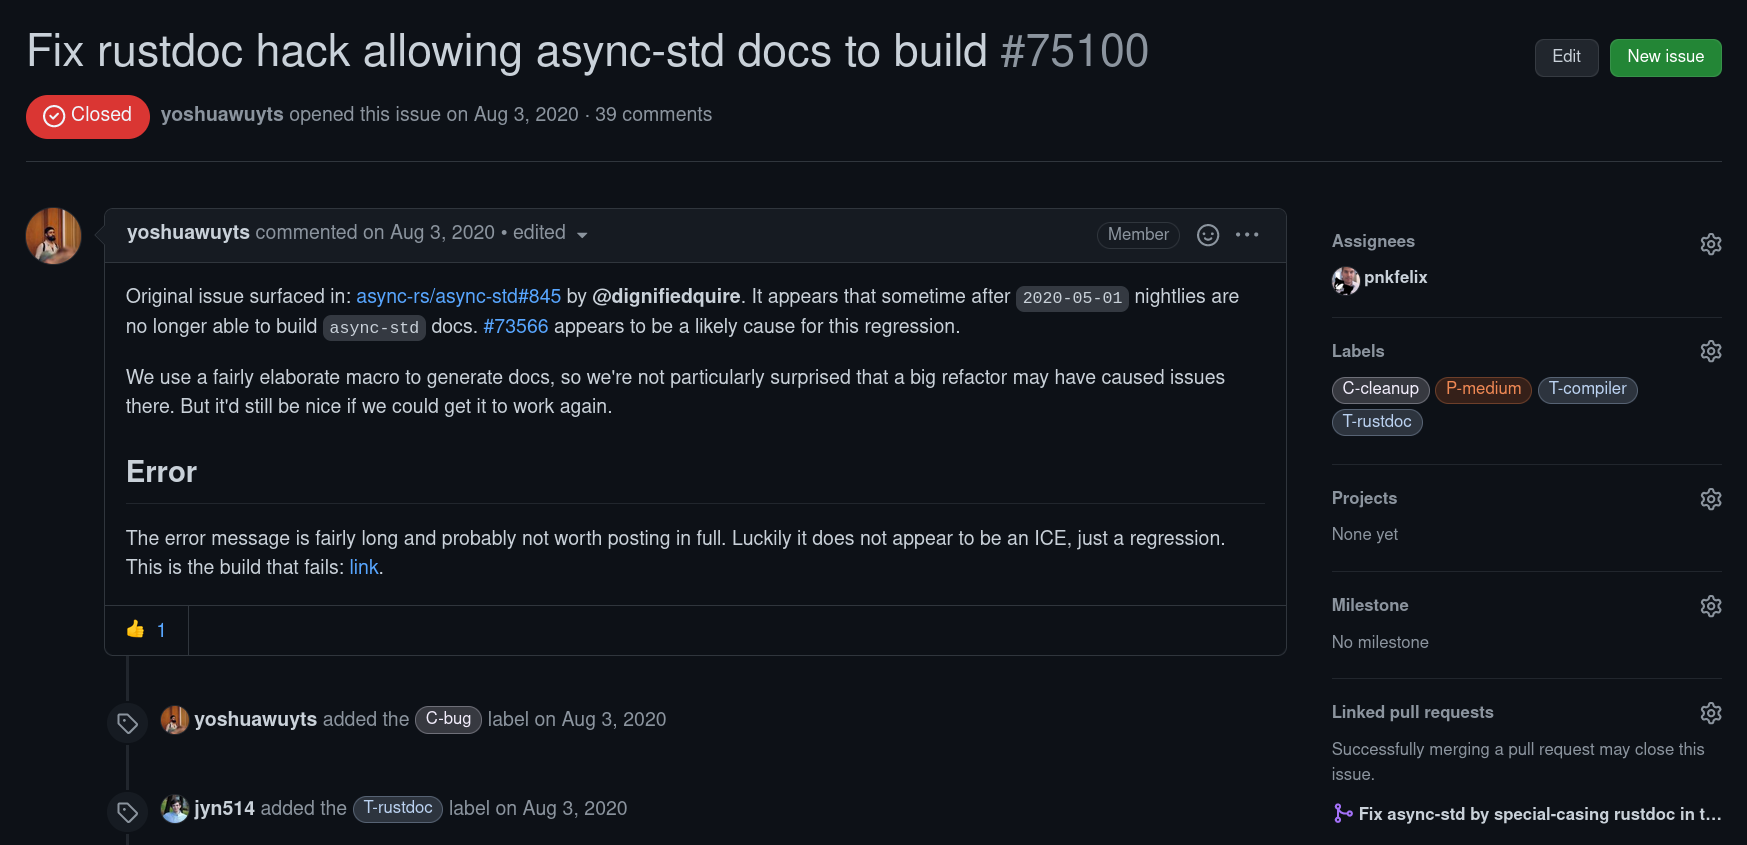 Fix rustdoc hack allowing async-std docs to build #75100
Edit
New issue
Closed
yoshuawuyts opened this issue on Aug 3, 2020 · 39 comments
yoshuawuyts commented on Aug 3, 2020 • edited
Member
Original issue surfaced in: async-rs/async-std#845 by @dignifiedquire. It appears that sometime after 2020-05-01 nightlies are
no longer able to build async-std docs. #73566 appears to be a likely cause for this regression.
We use a fairly elaborate macro to generate docs, so we're not particularly surprised that a big refactor may have caused issues
there. But it'd still be nice if we could get it to work again.
Error
The error message is fairly long and probably not worth posting in full. Luckily it does not appear to be an ICE, just a regression.
This is the build that fails: link.
👍 1
yoshuawuyts added the C-bug label on Aug 3, 2020
jyn514 added the T-rustdoc label on Aug 3, 2020
Assignees
pnkfelix
Labels
C-cleanup P-medium T-compiler
T-rustdoc
Projects
None yet
Milestone
No milestone
Linked pull requests
Successfully merging a pull request may close this
issue.
Fix async-std by special-casing rustdoc in t...